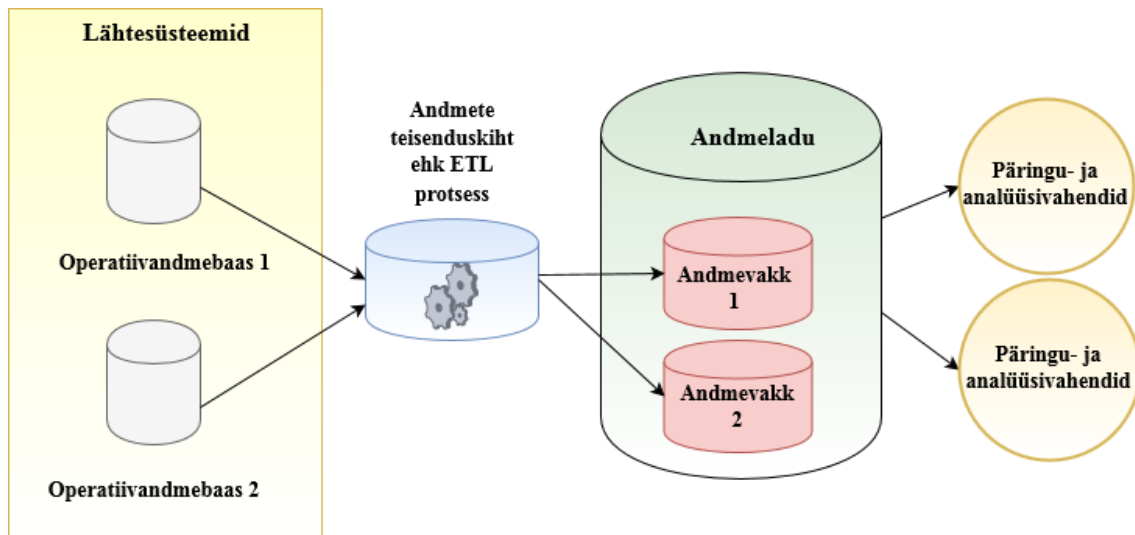 Lähtesüsteemid
Operatiivandmebaas 1
Operatiivandmebaas 2
Andmete
teisenduskiht
ehk ETL
protsess
Andmeladu
Andmevakk
1
Andmevakk
2
Päringu- ja
analüüsivahendid
Päringu- ja
analüüsivahendid